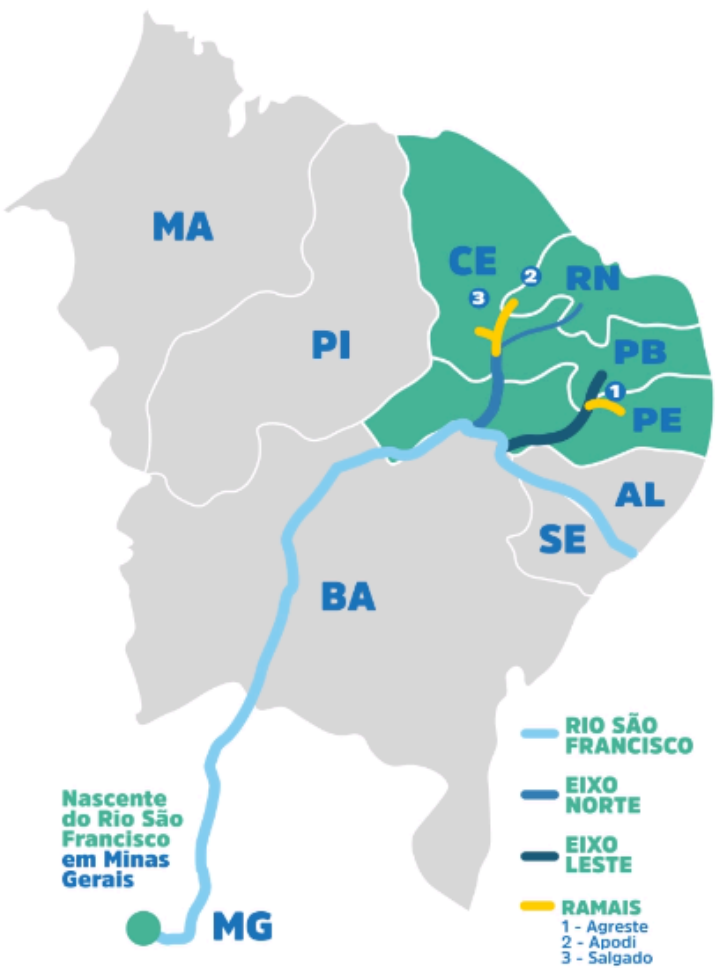 MA
PI
CE
2
3
RN
PB
1
PE
AL
SE
BA
RIO SÃO
FRANCISCO
EIXO
NORTE
EIXO
LESTE
RAMAIS
1 - Agreste
2 - Apodi
3 - Salgado
Nascente
do Rio São
Francisco
em Minas
Gerais
MG